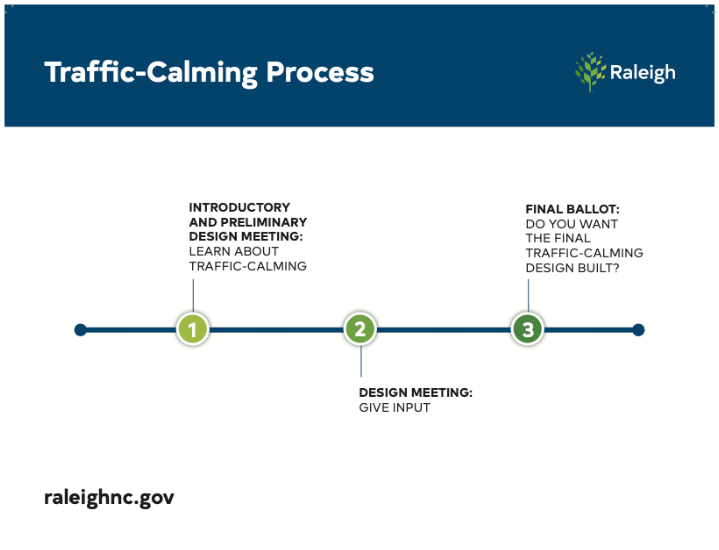 Traffic-Calming Process
Raleigh
INTRODUCTORY
AND PRELIMINARY
DESIGN MEETING:
LEARN ABOUT
TRAFFIC-CALMING
FINAL BALLOT:
DO YOU WANT
THE FINAL
TRAFFIC-CALMING
DESIGN BUILT?
1
2
3
DESIGN MEETING:
GIVE INPUT
raleighnc.gov